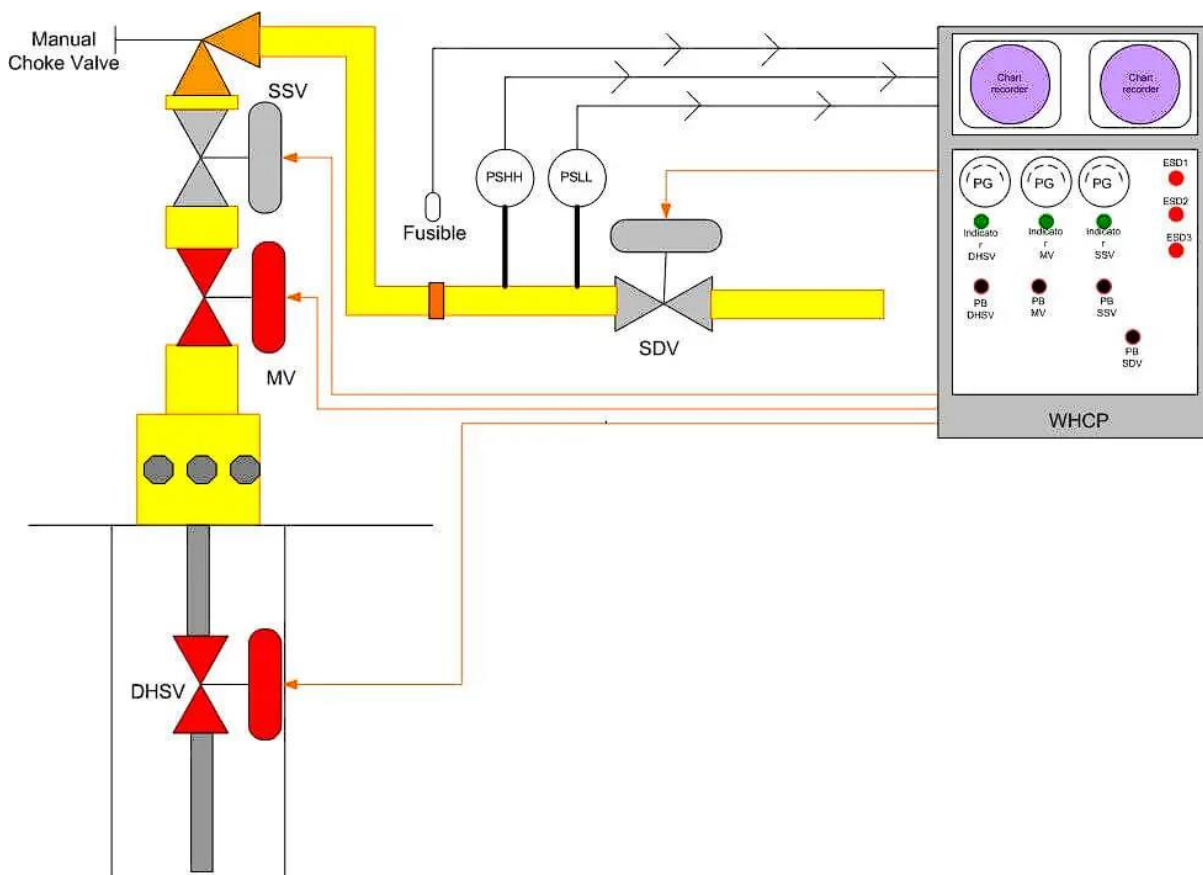 Manual
Choke Valve
SSV
MV
DHSV
Fusible
PSHH
PSLL
SDV
Chart
recorder
Chart
recorder
PG
PG
PG
ESD1
ESD2
ESD3
Indicato
r
DHSV
Indicato
r
MV
Indicato
r
SSV
PB
DHSV
PB
MV
PB
SSV
PB
SDV
WHCP